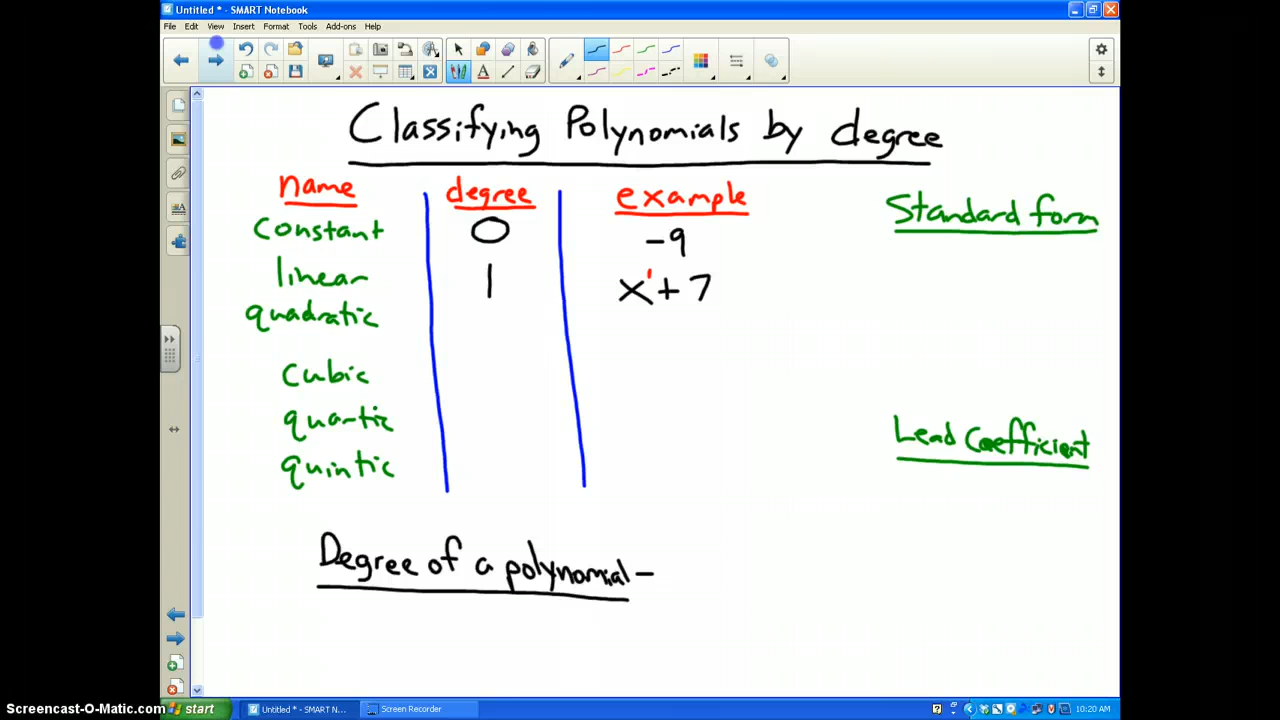 Untitled * - SMART Notebook
File Edit View Insert Format Tools Add-ons Help
Classifying Polynomials by degree
name degree example
Standard form
constant 0 -9
linear 1 x¹ + 7
quadratic
cubic
quartic
Lead Coefficient
quintic
Degree of a polynomial -
Screencast-O-Matic.com
start
Untitled * - SMART N...
Screen Recorder
10:20 AM